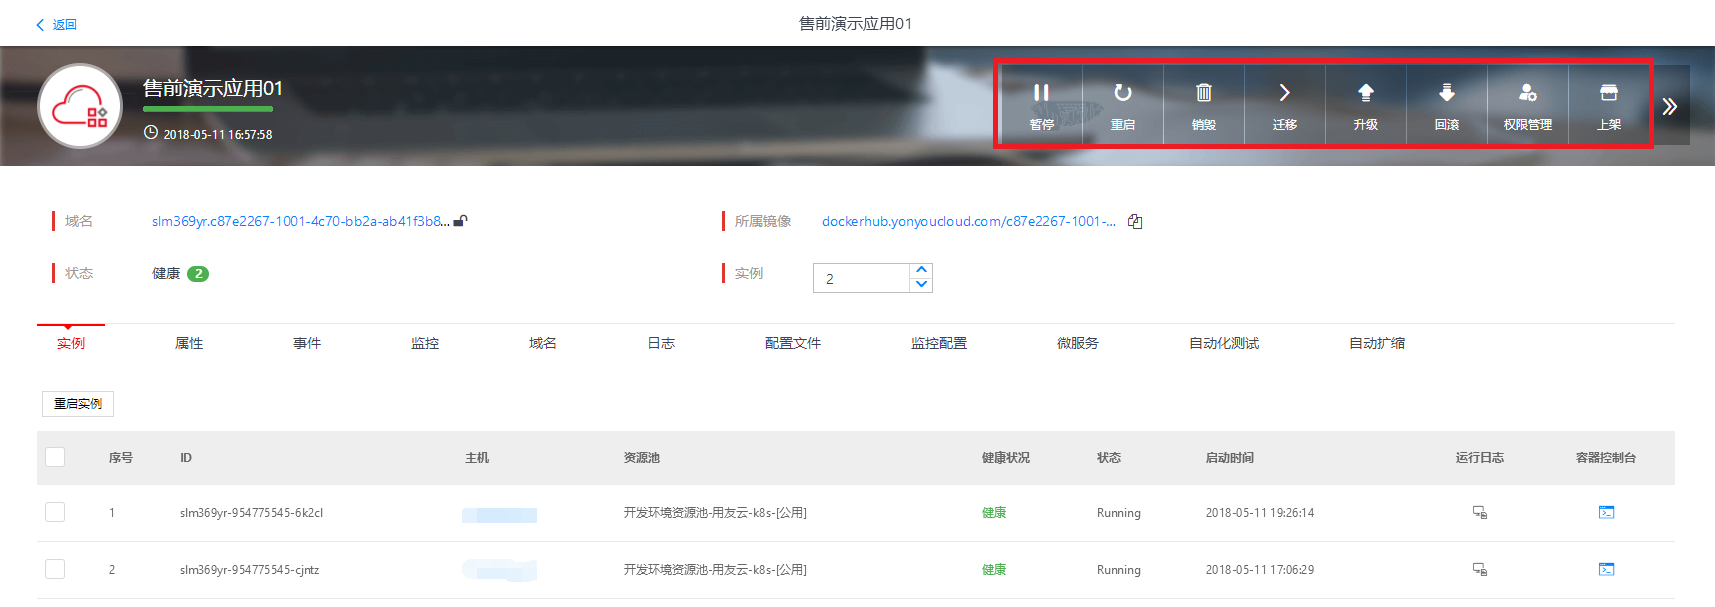 返回
售前演示应用01
售前演示应用01
2018-05-11 16:57:58
暂停 重启 销毁 迁移 升级 回滚 权限管理 上架
域名 slm369yr.c87e2267-1001-4c70-bb2a-ab41f3b8... 所属镜像 dockerhub.yonyoucloud.com/c87e2267-1001-...
状态 健康 2 实例 2
实例 属性 事件 监控 域名 日志 配置文件 监控配置 微服务 自动化测试 自动扩缩
重启实例
序号 ID 主机 资源池 健康状况 状态 启动时间 运行日志 容器控制台
1 slm369yr-954775545-6k2cl 开发环境资源池-用友云-k8s-[公用] 健康 Running 2018-05-11 19:26:14
2 slm369yr-954775545-cjntz 开发环境资源池-用友云-k8s-[公用] 健康 Running 2018-05-11 17:06:29